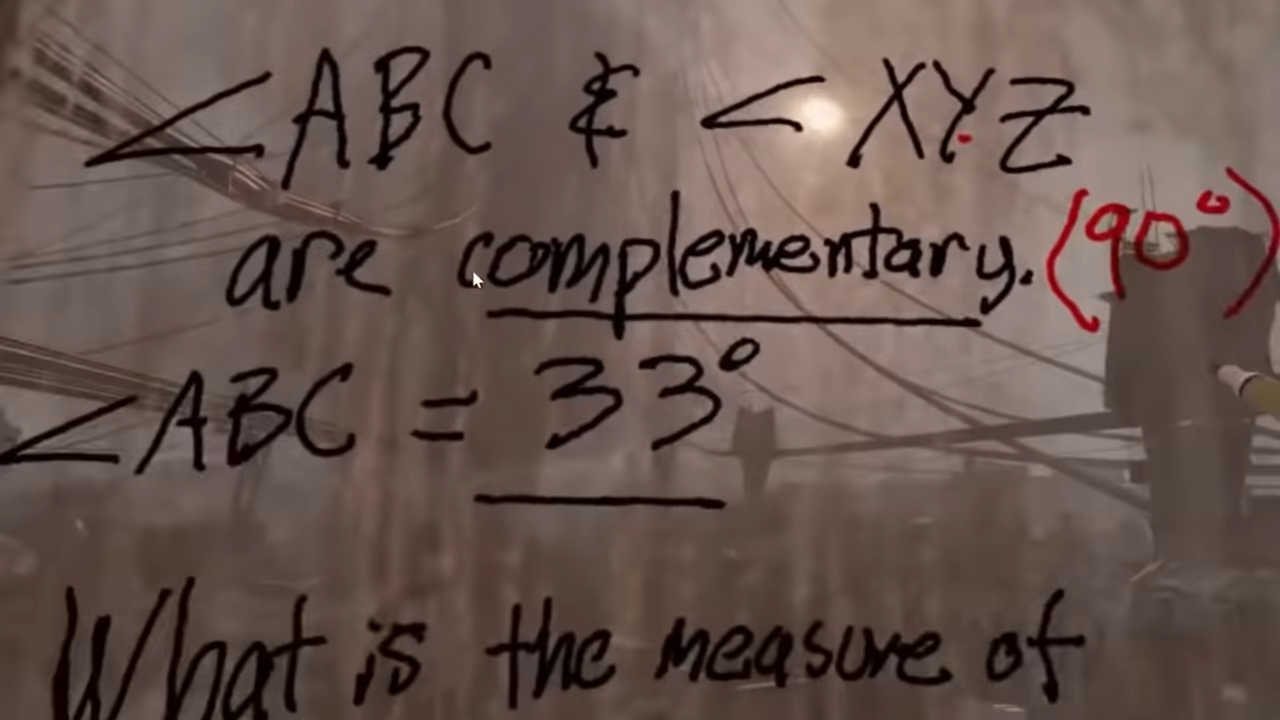 ∠ABC & ∠XYZ
are complementary. (90°)
∠ABC = 33°
What is the measure of